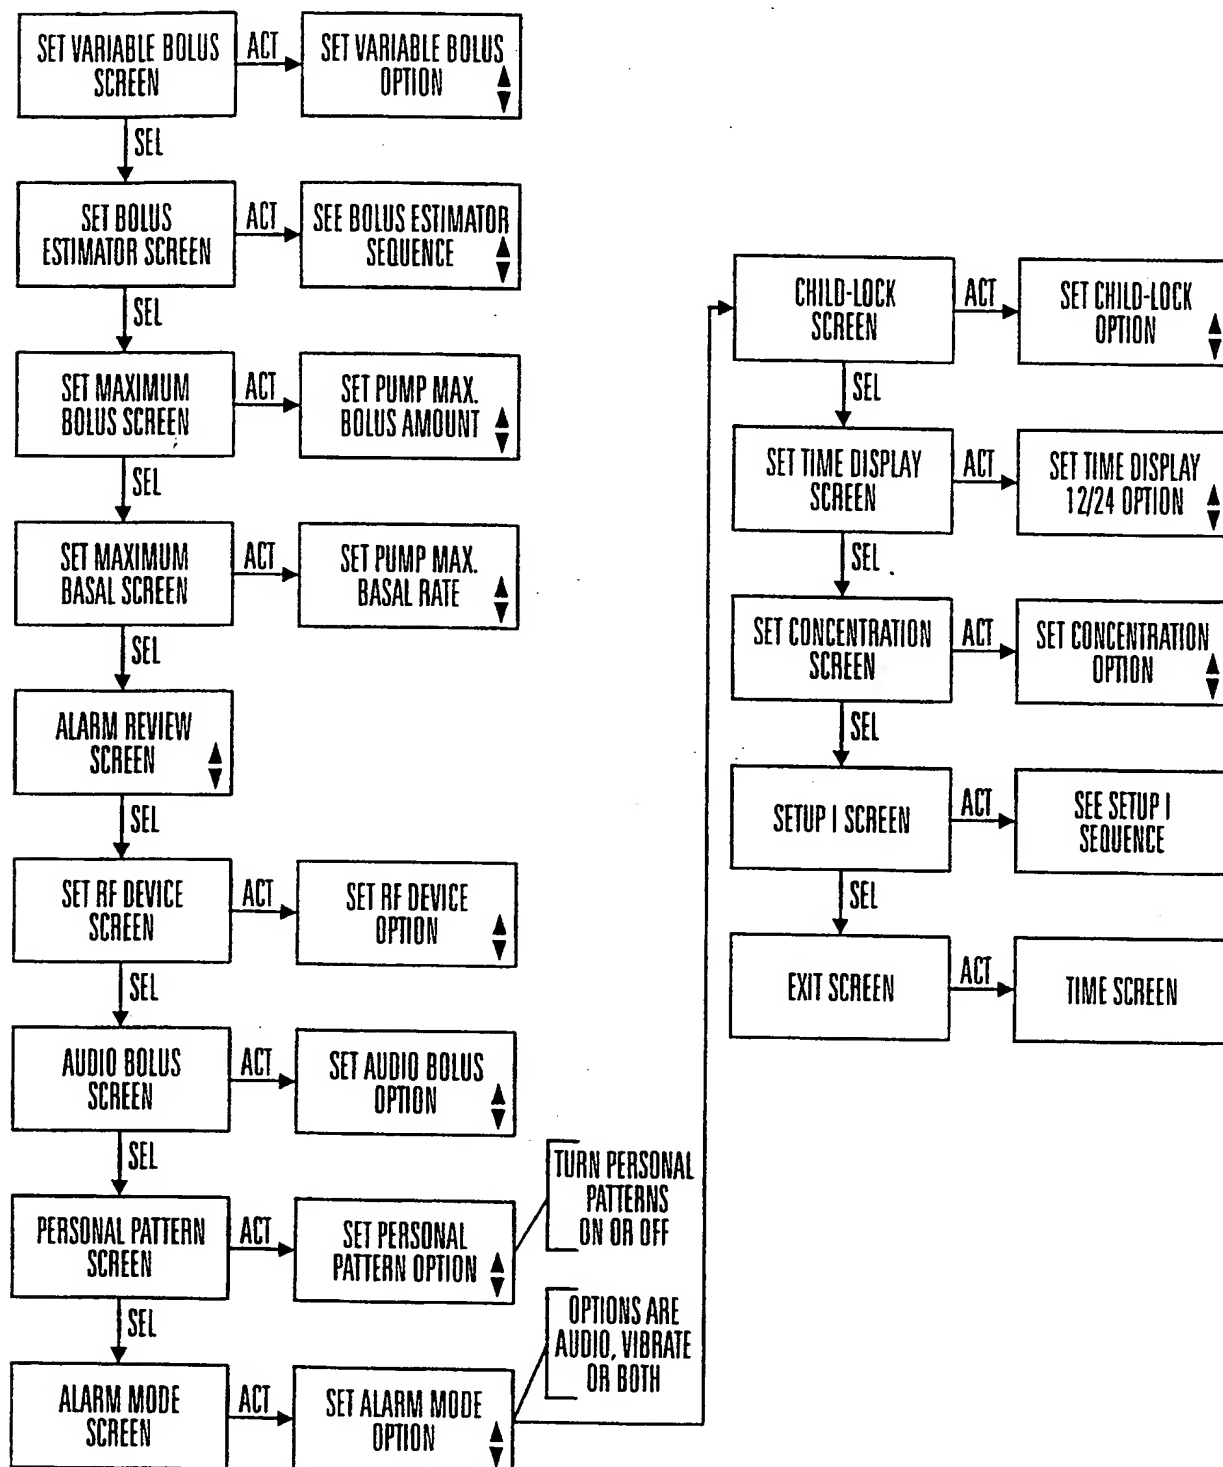 SET VARIABLE BOLUS
SCREEN
ACT
SET VARIABLE BOLUS
OPTION
SEL
SET BOLUS
ESTIMATOR SCREEN
ACT
SEE BOLUS ESTIMATOR
SEQUENCE
SEL
SET MAXIMUM
BOLUS SCREEN
ACT
SET PUMP MAX.
BOLUS AMOUNT
SEL
SET MAXIMUM
BASAL SCREEN
ACT
SET PUMP MAX.
BASAL RATE
SEL
ALARM REVIEW
SCREEN
SEL
SET RF DEVICE
SCREEN
ACT
SET RF DEVICE
OPTION
SEL
AUDIO BOLUS
SCREEN
ACT
SET AUDIO BOLUS
OPTION
SEL
PERSONAL PATTERN
SCREEN
ACT
SET PERSONAL
PATTERN OPTION
TURN PERSONAL
PATTERNS
ON OR OFF
SEL
ALARM MODE
SCREEN
ACT
SET ALARM MODE
OPTION
OPTIONS ARE
AUDIO, VIBRATE
OR BOTH
CHILD-LOCK
SCREEN
ACT
SET CHILD-LOCK
OPTION
SEL
SET TIME DISPLAY
SCREEN
ACT
SET TIME DISPLAY
12/24 OPTION
SEL
SET CONCENTRATION
SCREEN
ACT
SET CONCENTRATION
OPTION
SEL
SETUP I SCREEN
ACT
SEE SETUP I
SEQUENCE
SEL
EXIT SCREEN
ACT
TIME SCREEN